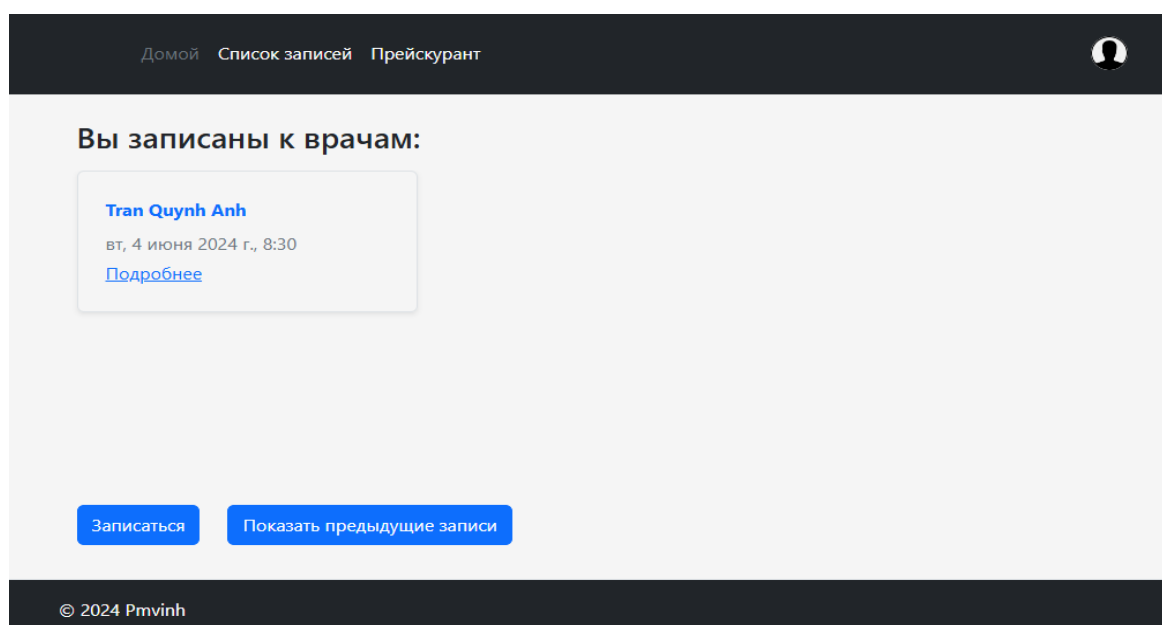 Домой Список записей Прейскурант
Вы записаны к врачам:
Tran Quynh Anh
вт, 4 июня 2024 г., 8:30
Подробнее
Записаться Показать предыдущие записи
© 2024 Pmvinh